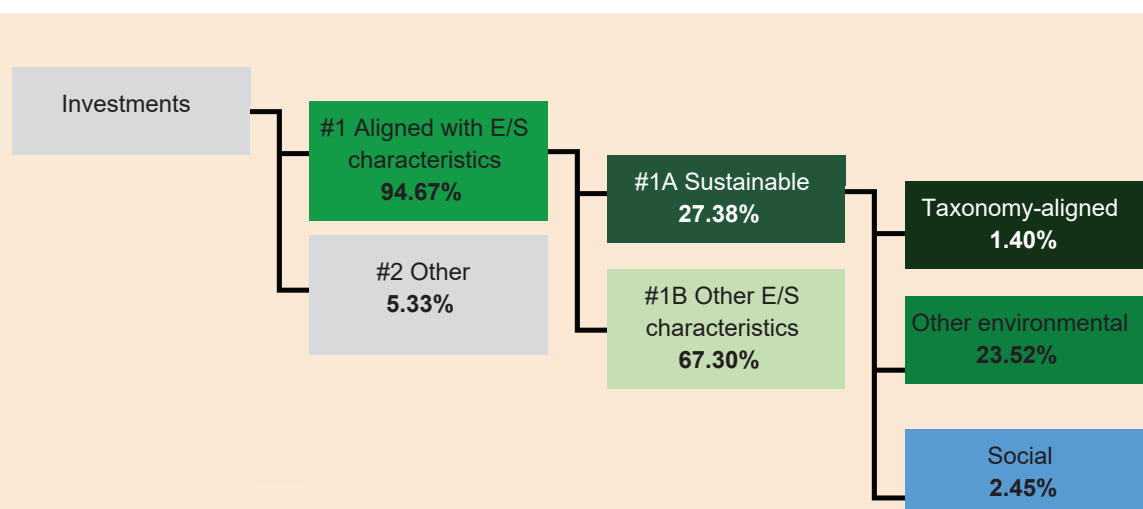 Investments
#1 Aligned with E/S
characteristics
94.67%
#2 Other
5.33%
#1A Sustainable
27.38%
#1B Other E/S
characteristics
67.30%
Taxonomy-aligned
1.40%
Other environmental
23.52%
Social
2.45%